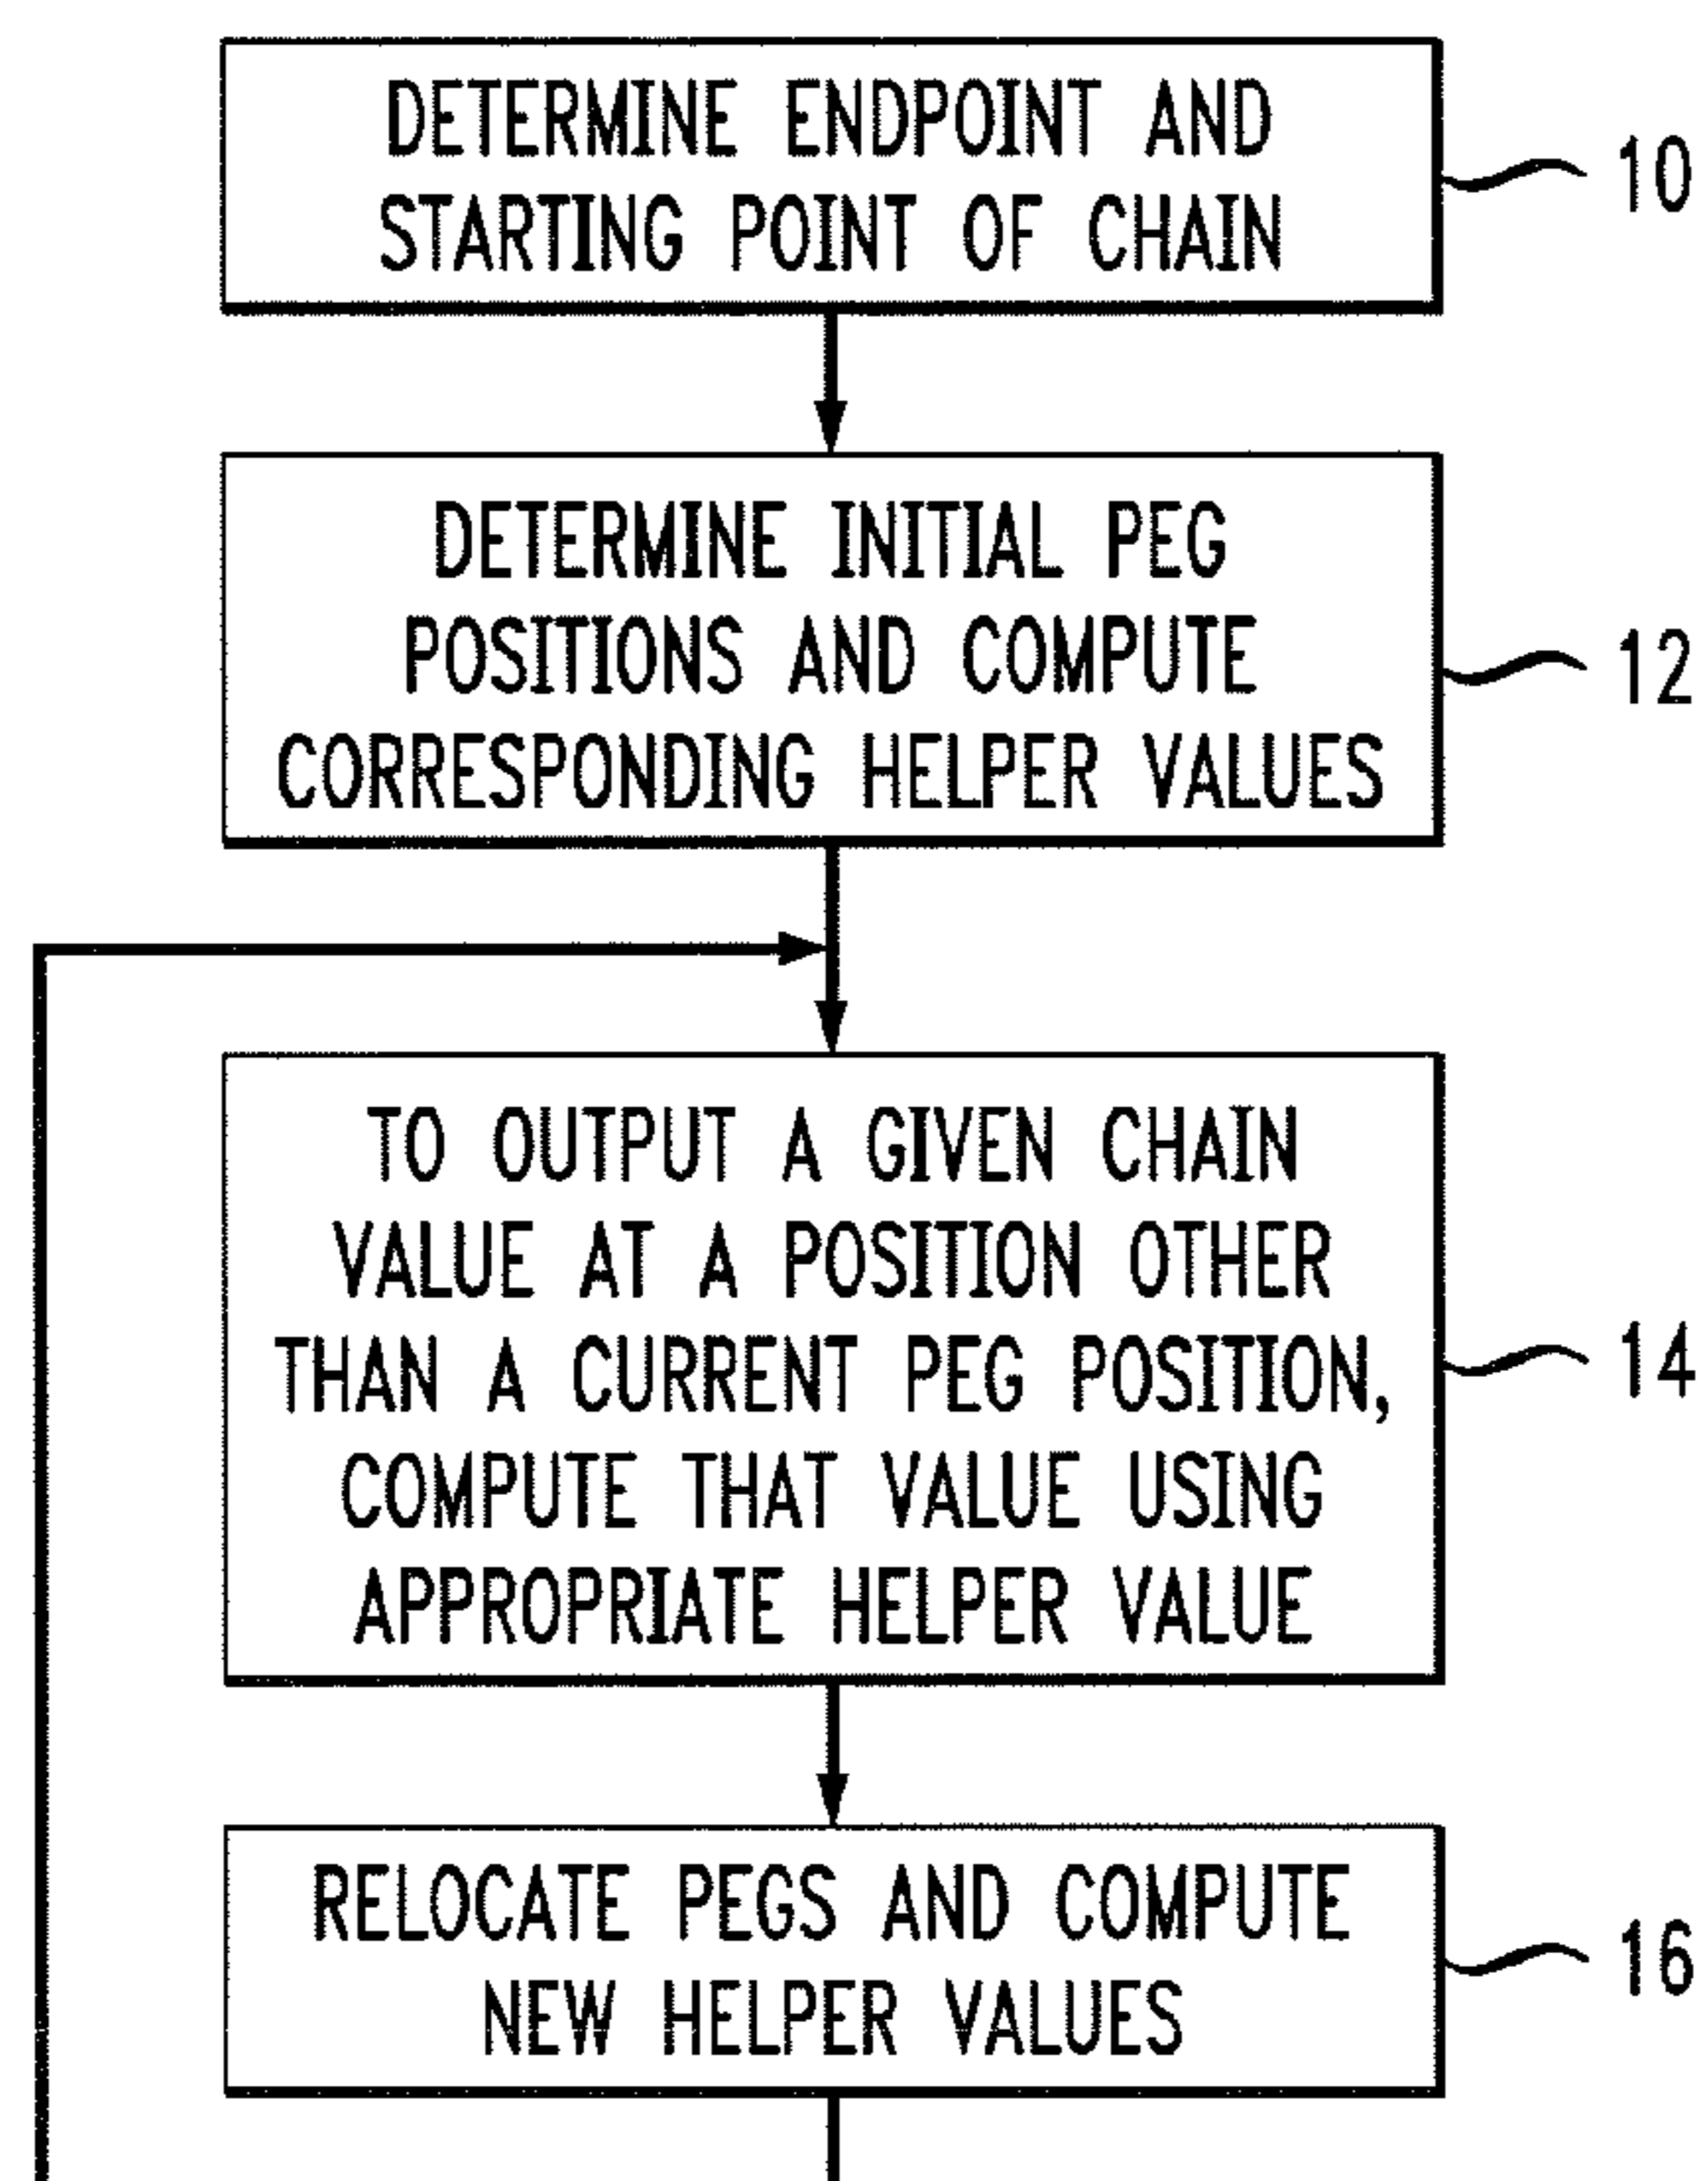 DETERMINE ENDPOINT AND
STARTING POINT OF CHAIN
10
DETERMINE INITIAL PEG
POSITIONS AND COMPUTE
CORRESPONDING HELPER VALUES
12
TO OUTPUT A GIVEN CHAIN
VALUE AT A POSITION OTHER
THAN A CURRENT PEG POSITION,
COMPUTE THAT VALUE USING
APPROPRIATE HELPER VALUE
14
RELOCATE PEGS AND COMPUTE
NEW HELPER VALUES
16